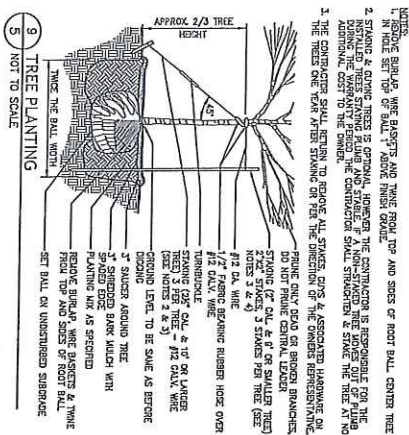 NOTES:
1. REMOVE BURLAP, WIRE BASKETS AND TWINE FROM TOP AND SIDES OF ROOT BALL CENTER TREE
IN HOLE SET TOP OF BALL 1" ABOVE FINISH GRADE.
2. STAKING & GUYING TREES IS OPTIONAL, HOWEVER THE CONTRACTOR IS RESPONSIBLE FOR THE
INSTALLED TREES STAYING PLUMB AND STABLE. IF A NON-STAKED TREE MOVES OUT OF PLUMB
DURING THE WARRANTY PERIOD THE CONTRACTOR SHALL STRAIGHTEN & STAKE THE TREE AT NO
ADDITIONAL COST TO THE OWNER.
3. THE CONTRACTOR SHALL RETURN TO REMOVE ALL STAKES, GUYS & ASSOCIATED HARDWARE ON
THE TREES ONE YEAR AFTER STAKING OR PER THE DIRECTION OF THE OWNERS REPRESENTATIVE.
PRUNE ONLY DEAD OR BROKEN BRANCHES,
DO NOT PRUNE CENTRAL LEADER
STAKING (2" CAL. & 9' OR SMALLER TREE)
2"X2" STAKES, 3 STAKES PER TREE (SEE
NOTES 3 & 4)
#12 GA. WIRE
1/2" FABRIC BEARING RUBBER HOSE OVER
#12 GALV. WIRE
TURNBUCKLE
STAKING (2.5" CAL. & 10' OR LARGER
TREE) 3 PER TREE - #12 GALV. WIRE
(SEE NOTES 2 & 3)
GROUND LEVEL TO BE SAME AS BEFORE
DIGGING
3" SAUCER AROUND TREE
3" SHREDDED BARK MULCH WITH
SPADED EDGE
PLANTING MIX AS SPECIFIED
REMOVE BURLAP, WIRE BASKETS & TWINE
FROM TOP AND SIDES OF ROOT BALL
SET BALL ON UNDISTURBED SUBGRADE
APPROX. 2/3 TREE
HEIGHT
45°
TWICE THE BALL WIDTH
9
5
TREE PLANTING
NOT TO SCALE